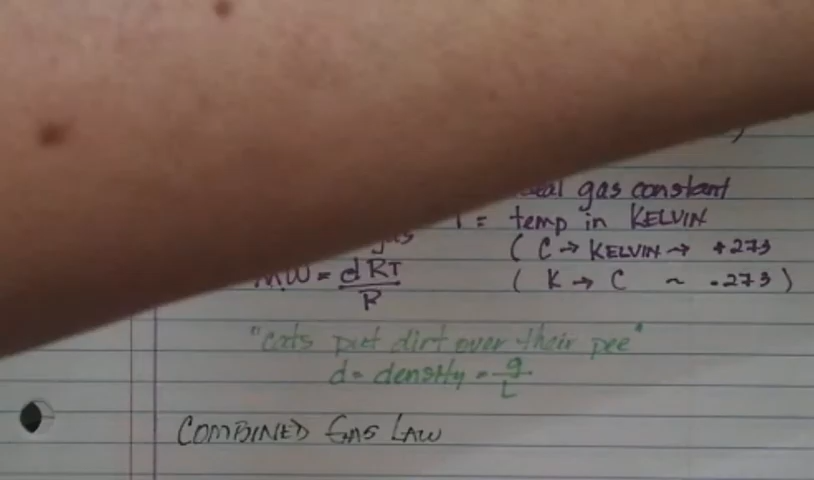 gas constant
= temp in KELVIN
( C → KELVIN → +273
MW = dRT/P
( K → C ~ -273 )
"Cats put dirt over their pee"
d = density = g/L
COMBINED GAS LAW